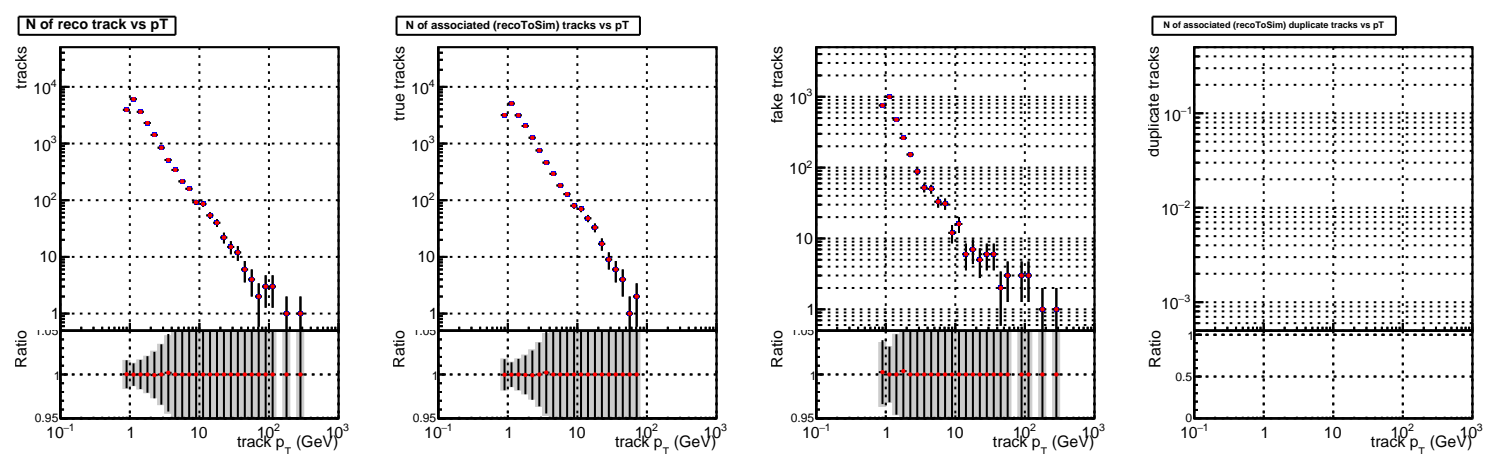 N of reco track vs pT
tracks
10^4
10^3
10^2
10
1
Ratio
1.05
1
0.95
10^−1 1 10 10^2 10^3
track p_T (GeV)
N of associated (recoToSim) tracks vs pT
true tracks
10^4
10^3
10^2
10
1
Ratio
1.05
1
0.95
10^−1 1 10 10^2 10^3
track p_T (GeV)
fake tracks
10^3
10^2
10
1
Ratio
1.05
1
0.95
10^−1 1 10 10^2 10^3
track p_T (GeV)
N of associated (recoToSim) duplicate tracks vs pT
duplicate tracks
10^−1
10^−2
10^−3
Ratio
1
0.5
0
10^−1 1 10 10^2 10^3
track p_T (GeV)